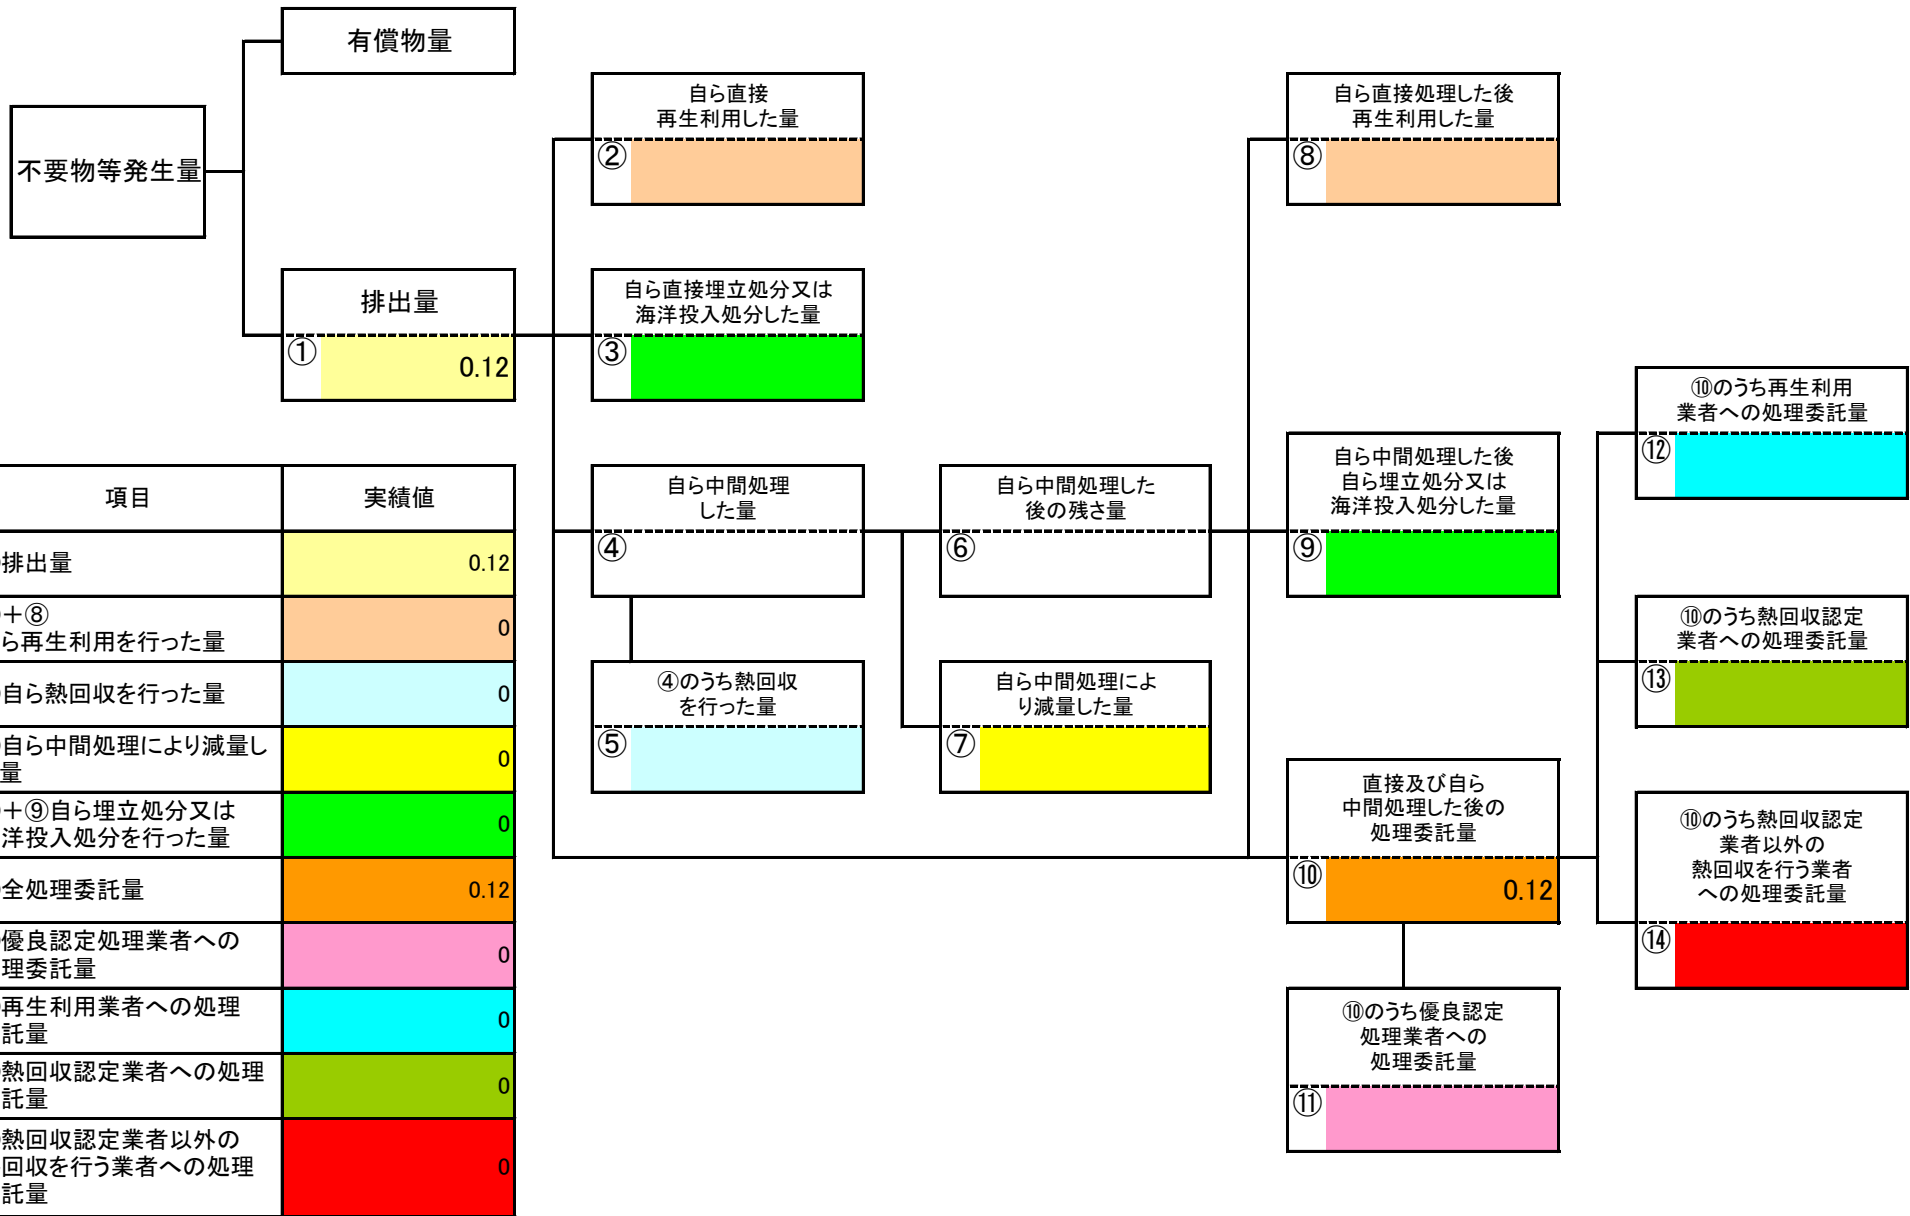 有償物量
不要物等発生量
排出量
①
0.12
自ら直接
再生利用した量
②
自ら直接埋立処分又は
海洋投入処分した量
③
自ら中間処理
した量
④
④のうち熱回収
を行った量
⑤
自ら中間処理した
後の残さ量
⑥
自ら中間処理によ
り減量した量
⑦
自ら直接処理した後
再生利用した量
⑧
自ら中間処理した後
自ら埋立処分又は
海洋投入処分した量
⑨
直接及び自ら
中間処理した後の
処理委託量
⑩
0.12
⑩のうち優良認定
処理業者への
処理委託量
⑪
⑩のうち再生利用
業者への処理委託量
⑫
⑩のうち熱回収認定
業者への処理委託量
⑬
⑩のうち熱回収認定
業者以外の
熱回収を行う業者
への処理委託量
⑭
項目
実績値
排出量
0.12
+⑧
ら再生利用を行った量
0
自ら熱回収を行った量
0
自ら中間処理により減量し
量
0
+⑨自ら埋立処分又は
洋投入処分を行った量
0
全処理委託量
0.12
優良認定処理業者への
理委託量
0
再生利用業者への処理
託量
0
熱回収認定業者への処理
託量
0
熱回収認定業者以外の
回収を行う業者への処理
託量
0